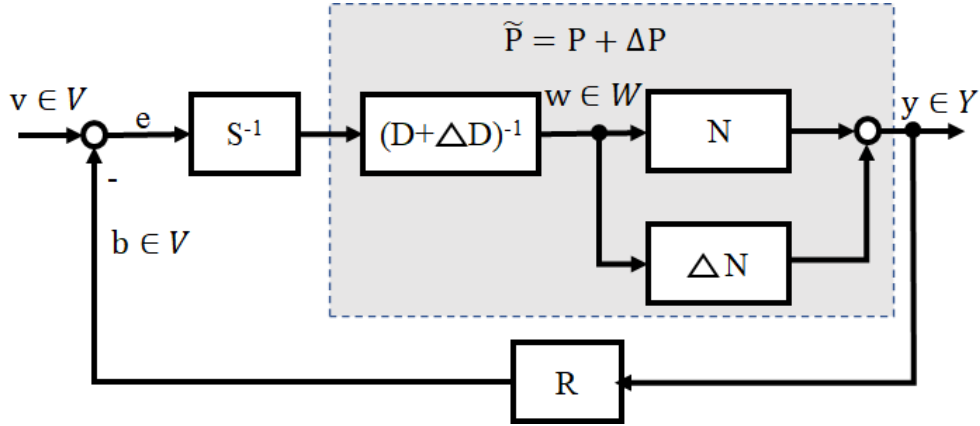 P̃ = P + ΔP
v ∈ V
e
S⁻¹
(D+△D)⁻¹
w ∈ W
N
y ∈ Y
-
b ∈ V
△N
R